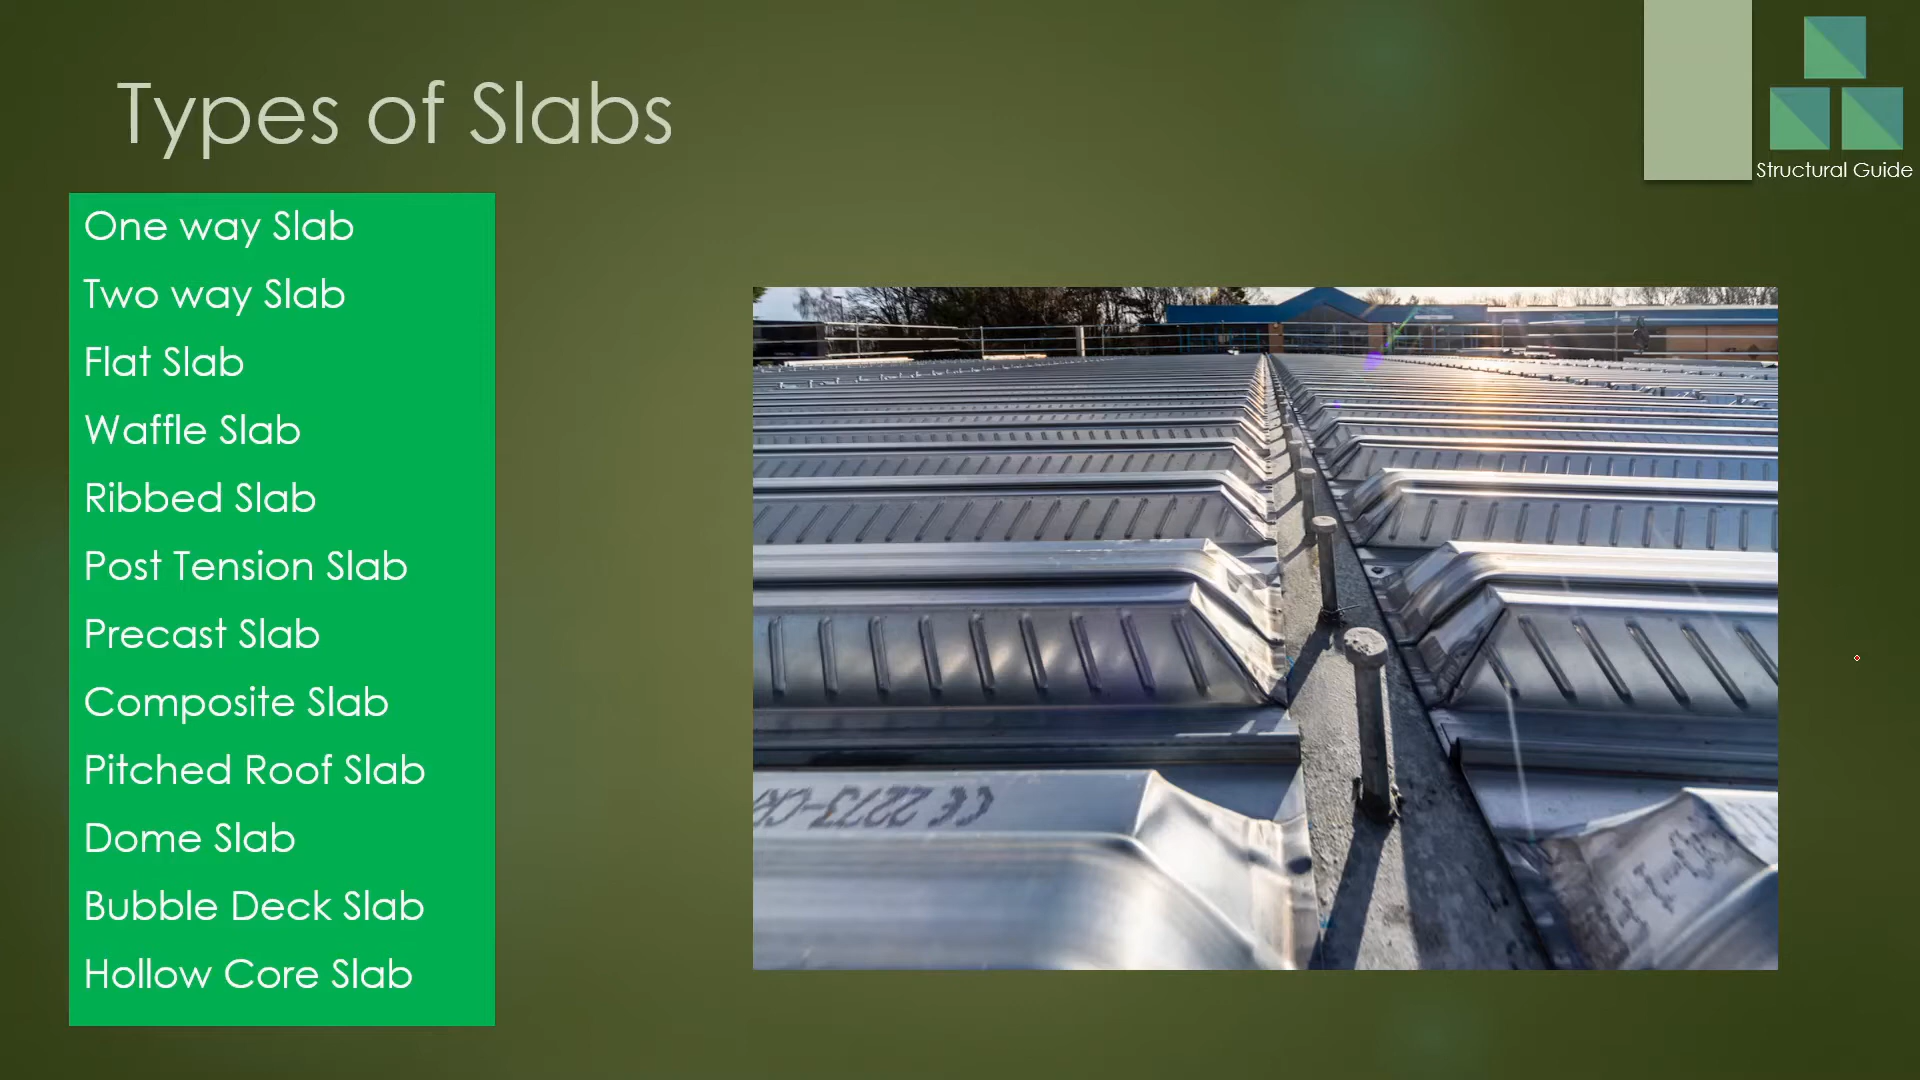 Types of Slabs
Structural Guide
One way Slab
Two way Slab
Flat Slab
Waffle Slab
Ribbed Slab
Post Tension Slab
Precast Slab
Composite Slab
Pitched Roof Slab
Dome Slab
Bubble Deck Slab
Hollow Core Slab